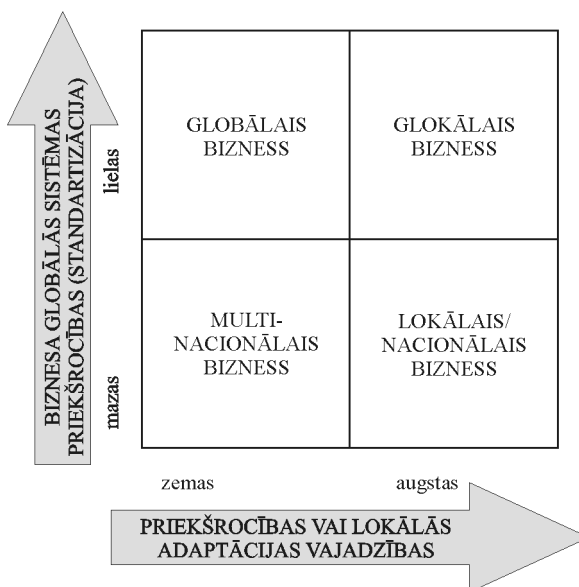 BIZNESA GLOBĀLĀS SISTĒMAS
PRIEKŠROCĪBAS (STANDARTIZĀCIJA)
lielas
mazas
GLOBĀLAIS
BIZNESS
GLOKĀLAIS
BIZNESS
MULTI-
NACIONĀLAIS
BIZNESS
LOKĀLAIS/
NACIONĀLAIS
BIZNESS
zemas
augstas
PRIEKŠROCĪBAS VAI LOKĀLĀS
ADAPTĀCIJAS VAJADZĪBAS